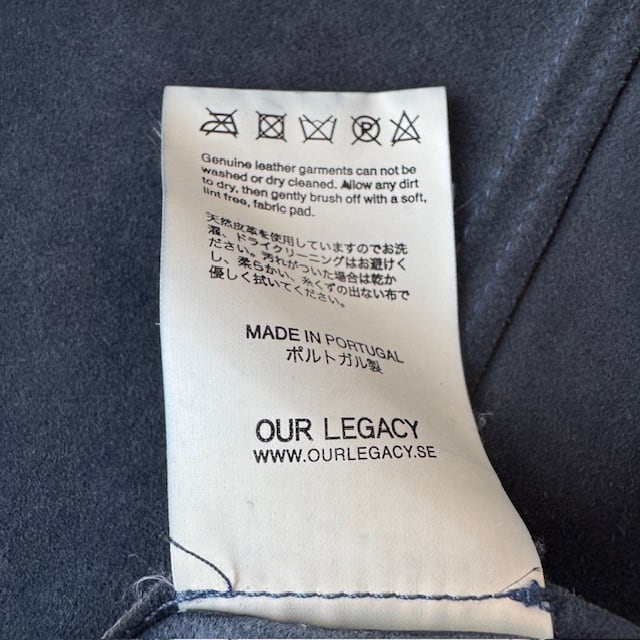 Genuine leather garments can not be
washed or dry cleaned. Allow any dirt
to dry, then gently brush off with a soft,
lint free, fabric pad.
天然皮革を使用していますのでお洗
濯、ドライクリーニングはお避けく
ださい。汚れがついた場合は乾か
し、柔らかい、糸くずの出ない布で
優しく拭いてください。
MADE IN PORTUGAL
ポルトガル製
OUR LEGACY
WWW.OURLEGACY.SE